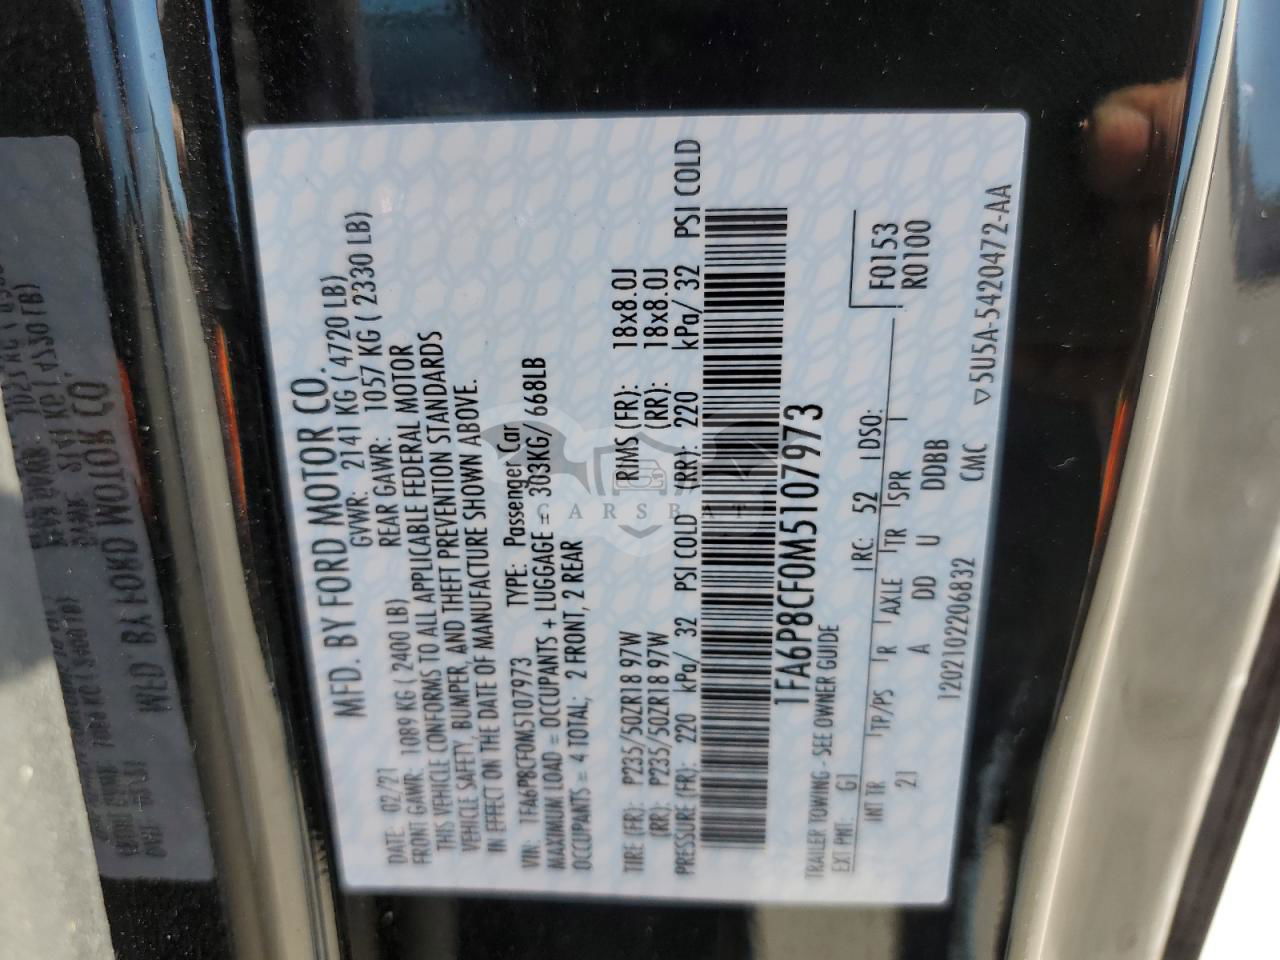 MFD. BY FORD MOTOR CO.
DATE: 02/21 GVWR: 2141 KG ( 4720 LB)
FRONT GAWR: 1089 KG ( 2400 LB) REAR GAWR: 1057 KG ( 2330 LB)
THIS VEHICLE CONFORMS TO ALL APPLICABLE FEDERAL MOTOR
VEHICLE SAFETY, BUMPER, AND THEFT PREVENTION STANDARDS
IN EFFECT ON THE DATE OF MANUFACTURE SHOWN ABOVE.
VIN: 1FA6P8CF0M5107973 TYPE: Passenger Car
MAXIMUM LOAD = OCCUPANTS + LUGGAGE = 303KG/ 668LB
OCCUPANTS = 4 TOTAL; 2 FRONT, 2 REAR
TIRE (FR): P235/50ZR18 97W RIMS (FR): 18x8.0J
(RR): P235/50ZR18 97W (RR): 18x8.0J
PRESSURE (FR): 220 kPa/ 32 PSI COLD (RR): 220 kPa/ 32 PSI COLD
1FA6P8CF0M5107973
TRAILER TOWING - SEE OWNER GUIDE
EXT PNT: G1 RC: 52 DSO: F0153
R0100
INT TR TP/PS R AXLE TR SPR
21 A DD U DDBB
12021022206832 CMC ▽5U5A-5420472-AA
CARSBAT